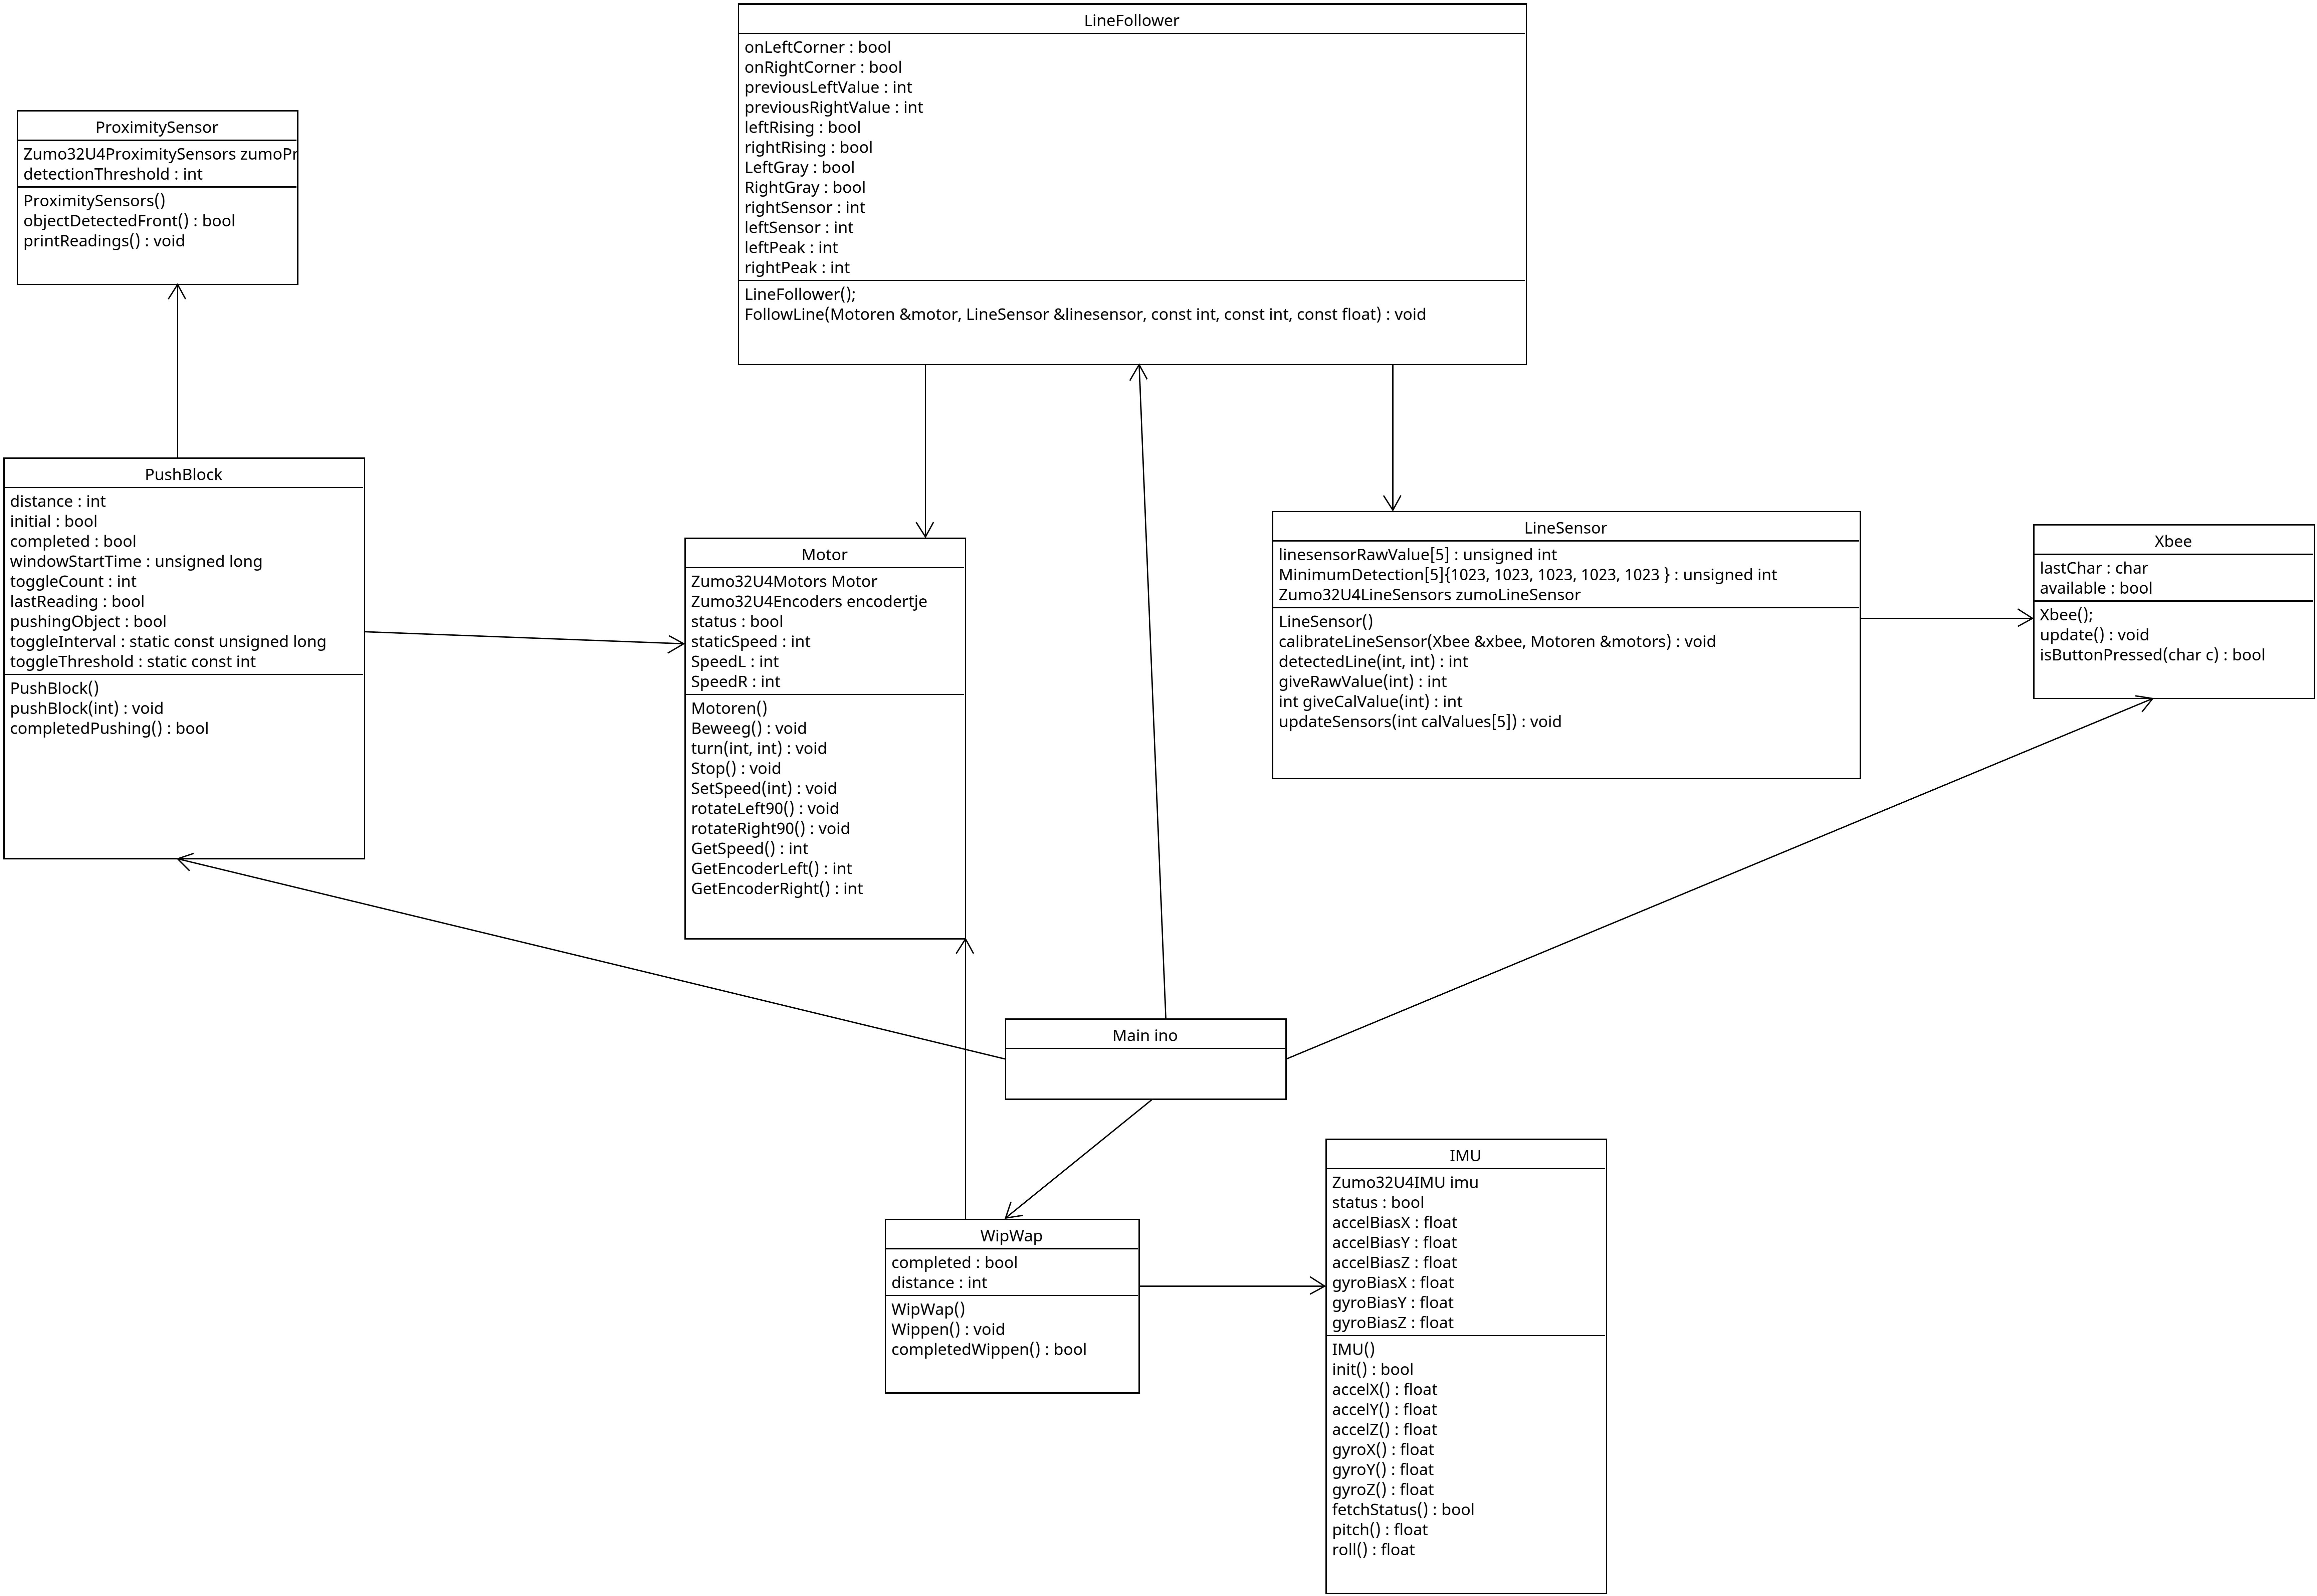 LineFollower
onLeftCorner : bool
onRightCorner : bool
previousLeftValue : int
previousRightValue : int
leftRising : bool
rightRising : bool
LeftGray : bool
RightGray : bool
rightSensor : int
leftSensor : int
leftPeak : int
rightPeak : int
LineFollower();
FollowLine(Motoren &motor, LineSensor &linesensor, const int, const int, const float) : void
ProximitySensor
Zumo32U4ProximitySensors zumoPr
detectionThreshold : int
ProximitySensors()
objectDetectedFront() : bool
printReadings() : void
PushBlock
distance : int
initial : bool
completed : bool
windowStartTime : unsigned long
toggleCount : int
lastReading : bool
pushingObject : bool
toggleInterval : static const unsigned long
toggleThreshold : static const int
PushBlock()
pushBlock(int) : void
completedPushing() : bool
Motor
Zumo32U4Motors Motor
Zumo32U4Encoders encodertje
status : bool
staticSpeed : int
SpeedL : int
SpeedR : int
Motoren()
Beweeg() : void
turn(int, int) : void
Stop() : void
SetSpeed(int) : void
rotateLeft90() : void
rotateRight90() : void
GetSpeed() : int
GetEncoderLeft() : int
GetEncoderRight() : int
LineSensor
linesensorRawValue[5] : unsigned int
MinimumDetection[5]{1023, 1023, 1023, 1023, 1023 } : unsigned int
Zumo32U4LineSensors zumoLineSensor
LineSensor()
calibrateLineSensor(Xbee &xbee, Motoren &motors) : void
detectedLine(int, int) : int
giveRawValue(int) : int
int giveCalValue(int) : int
updateSensors(int calValues[5]) : void
Xbee
lastChar : char
available : bool
Xbee();
update() : void
isButtonPressed(char c) : bool
Main ino
WipWap
completed : bool
distance : int
WipWap()
Wippen() : void
completedWippen() : bool
IMU
Zumo32U4IMU imu
status : bool
accelBiasX : float
accelBiasY : float
accelBiasZ : float
gyroBiasX : float
gyroBiasY : float
gyroBiasZ : float
IMU()
init() : bool
accelX() : float
accelY() : float
accelZ() : float
gyroX() : float
gyroY() : float
gyroZ() : float
fetchStatus() : bool
pitch() : float
roll() : float